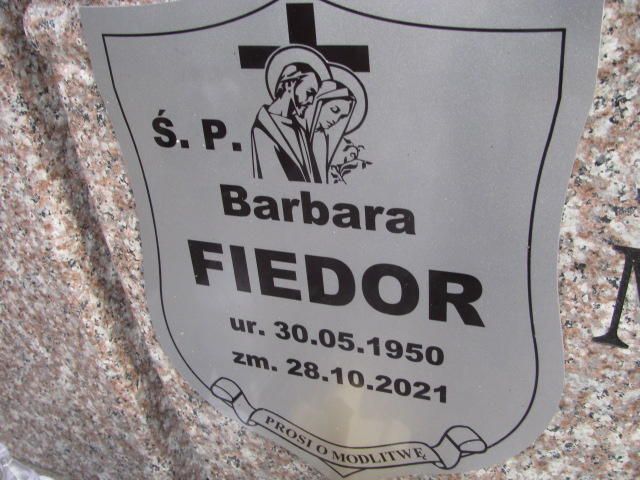 Ś. P.
Barbara
FIEDOR
ur. 30.05.1950
zm. 28.10.2021
PROSI O MODLITWĘ